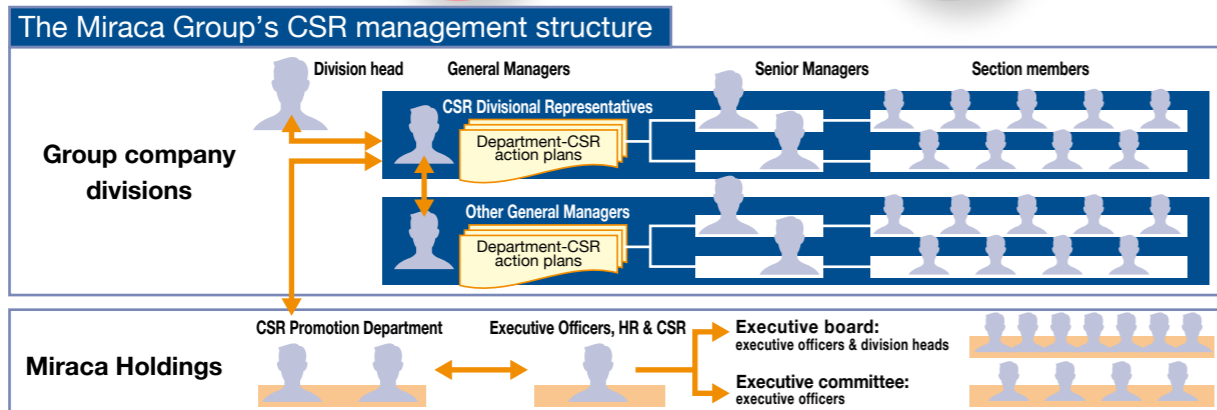 The Miraca Group's CSR management structure
Division head
General Managers
Senior Managers
Section members
Group company
divisions
CSR Divisional Representatives
Department-CSR
action plans
Other General Managers
Department-CSR
action plans
Miraca Holdings
CSR Promotion Department
Executive Officers, HR & CSR
Executive board:
executive officers & division heads
Executive committee:
executive officers